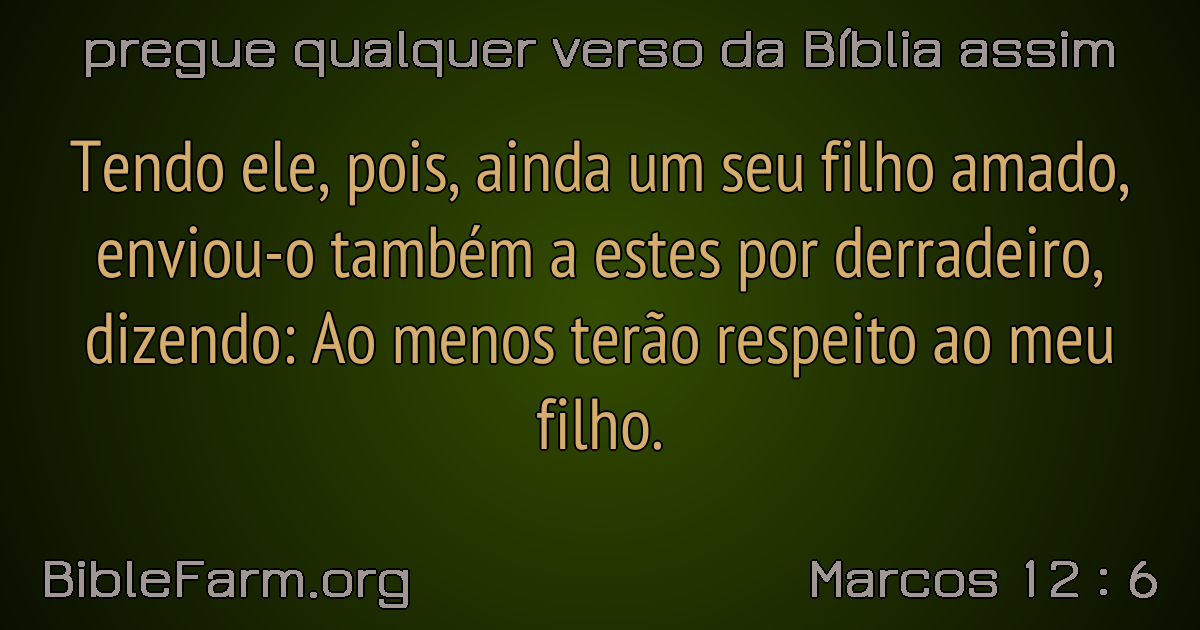 pregue qualquer verso da Bíblia assim
Tendo ele, pois, ainda um seu filho amado,
enviou-o também a estes por derradeiro,
dizendo: Ao menos terão respeito ao meu
filho.
BibleFarm.org
Marcos 12 : 6